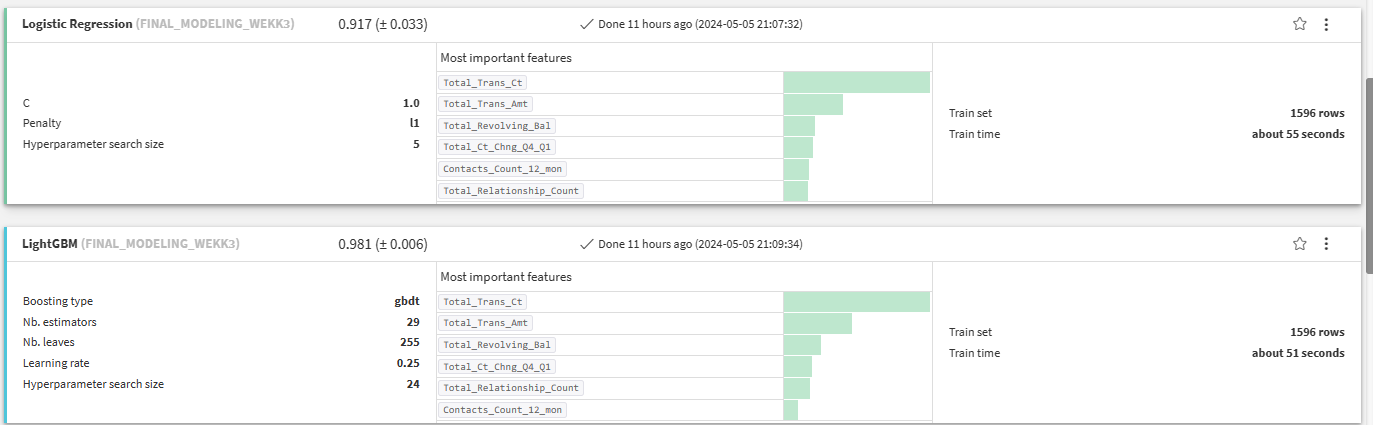 Logistic Regression (FINAL_MODELING_WEKK3) 0.917 (± 0.033) Done 11 hours ago (2024-05-05 21:07:32)
Most important features
Total_Trans_Ct
Total_Trans_Amt
Total_Revolving_Bal
Total_Ct_Chng_Q4_Q1
Contacts_Count_12_mon
Total_Relationship_Count
C 1.0
Penalty l1
Hyperparameter search size 5
Train set 1596 rows
Train time about 55 seconds
LightGBM (FINAL_MODELING_WEKK3) 0.981 (± 0.006) Done 11 hours ago (2024-05-05 21:09:34)
Most important features
Total_Trans_Ct
Total_Trans_Amt
Total_Revolving_Bal
Total_Ct_Chng_Q4_Q1
Total_Relationship_Count
Contacts_Count_12_mon
Boosting type gbdt
Nb. estimators 29
Nb. leaves 255
Learning rate 0.25
Hyperparameter search size 24
Train set 1596 rows
Train time about 51 seconds